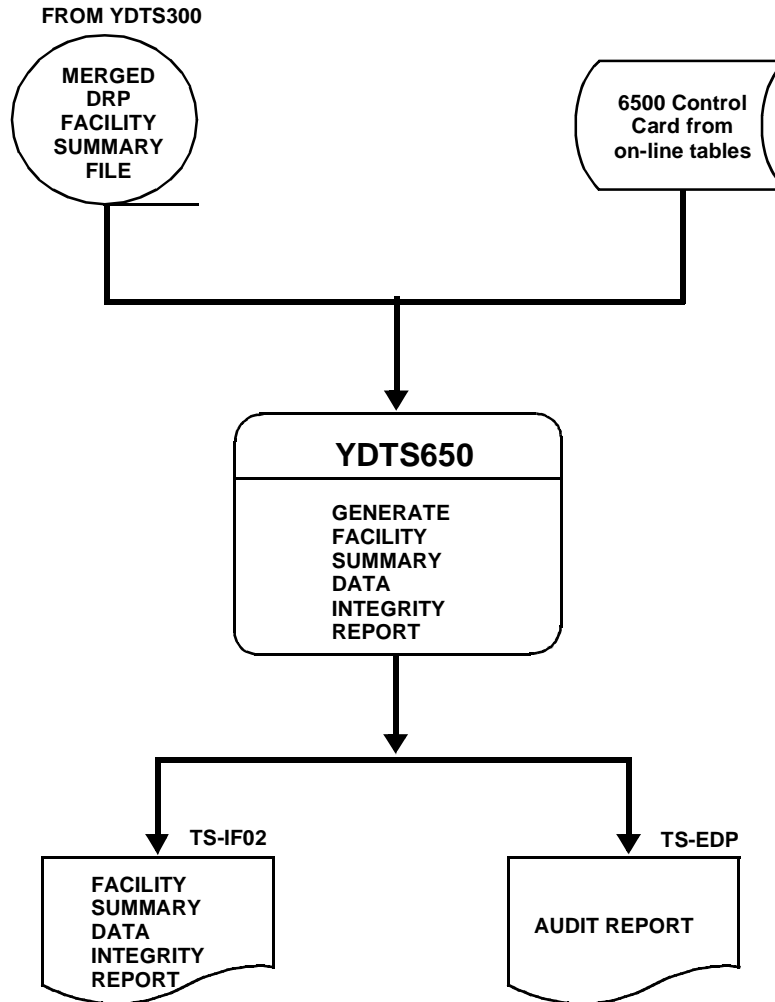 FROM YDTS300
MERGED
DRP
FACILITY
SUMMARY
FILE
6500 Control
Card from
on-line tables
YDTS650
GENERATE
FACILITY
SUMMARY
DATA
INTEGRITY
REPORT
TS-IF02
FACILITY
SUMMARY
DATA
INTEGRITY
REPORT
TS-EDP
AUDIT REPORT